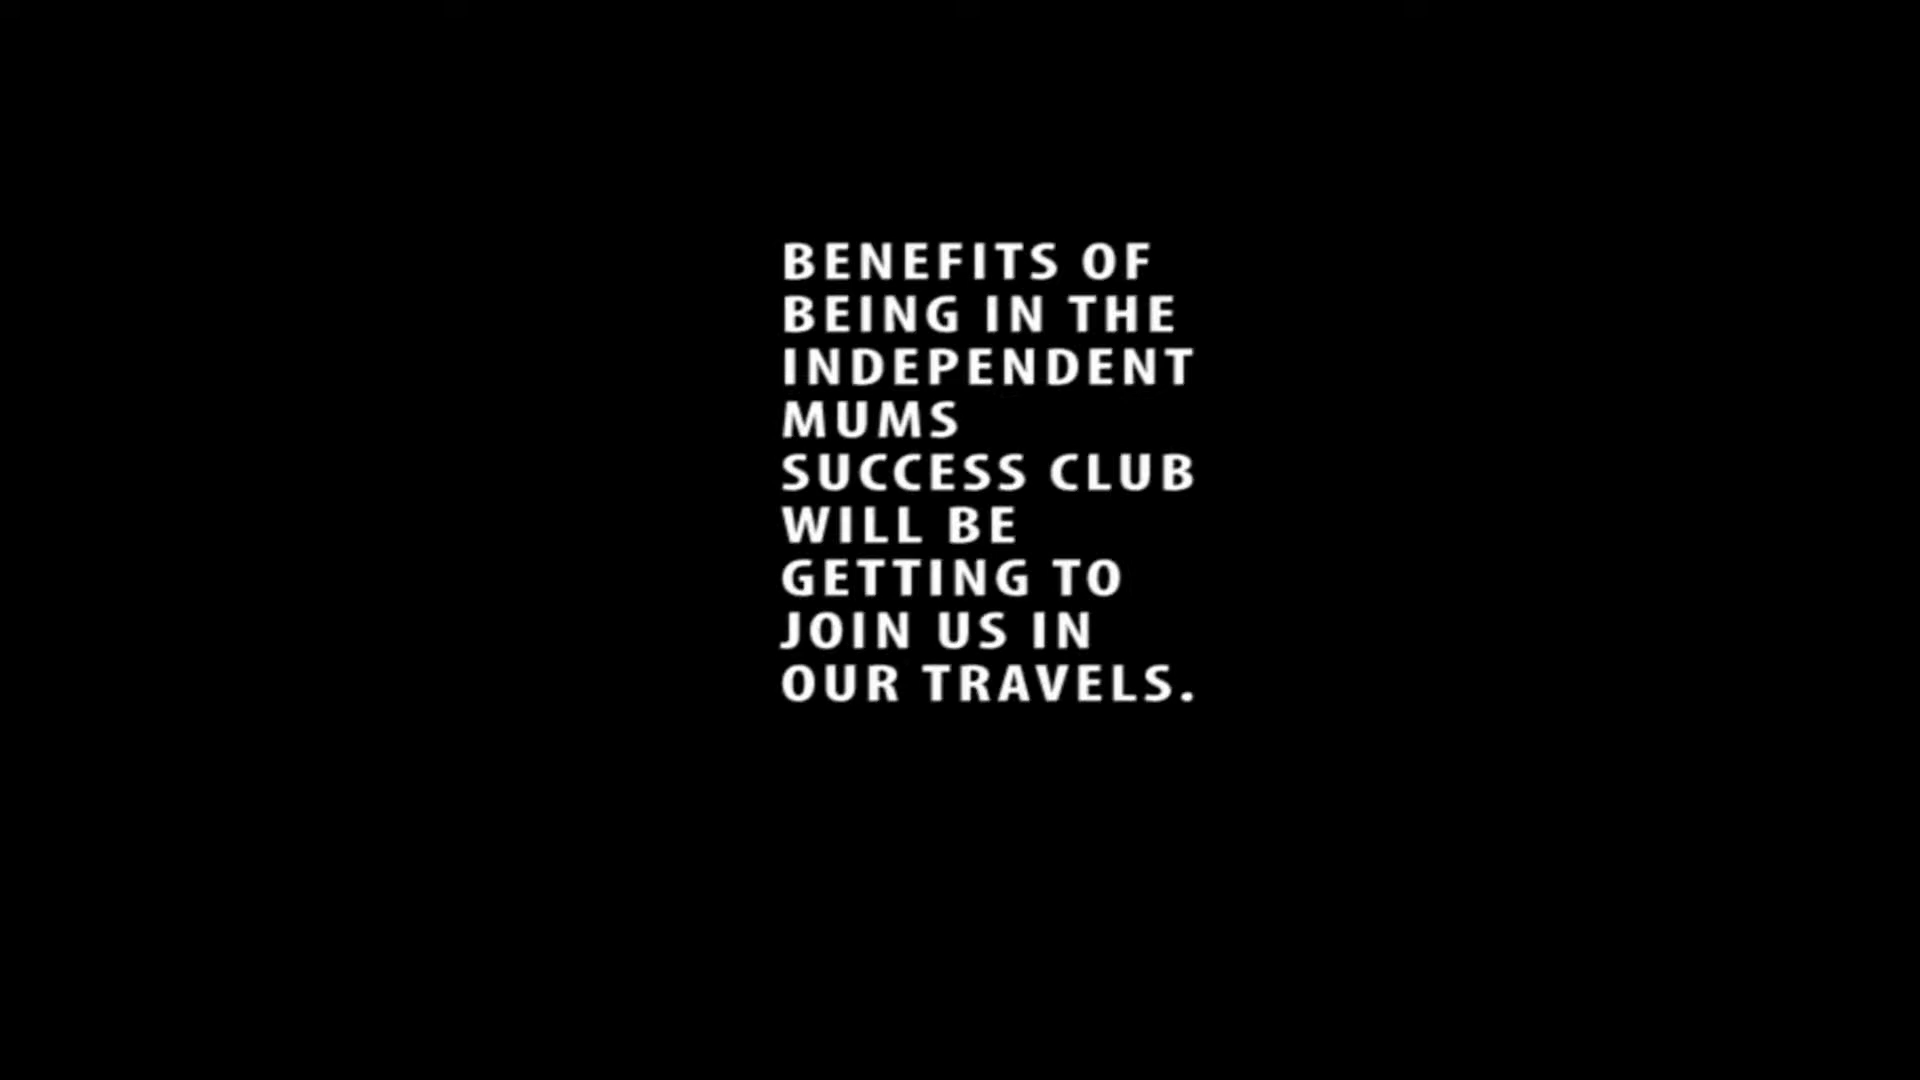 BENEFITS OF
BEING IN THE
INDEPENDENT
MUMS
SUCCESS CLUB
WILL BE
GETTING TO
JOIN US IN
OUR TRAVELS.